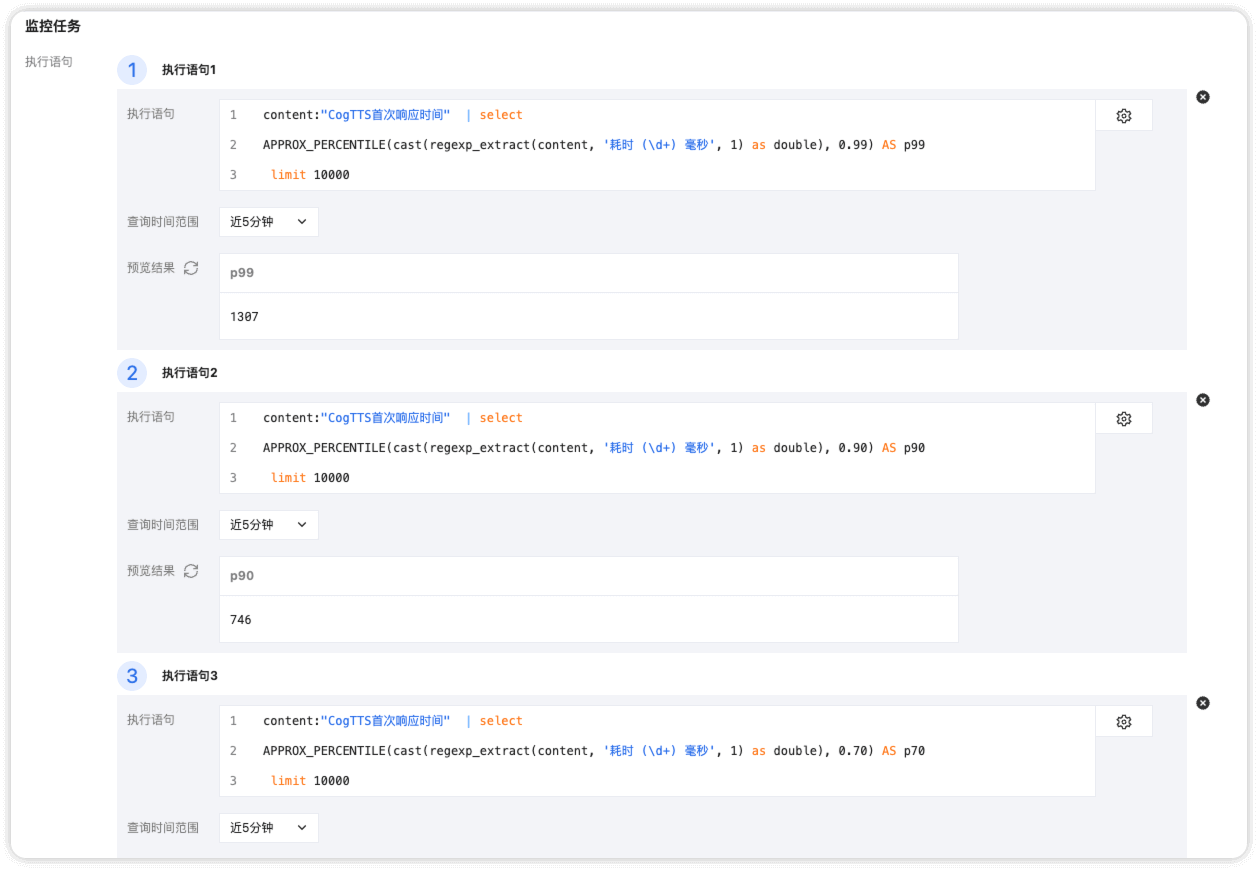 监控任务
执行语句
1 执行语句1
执行语句
1 content:"CogTTS首次响应时间" | select
2 APPROX_PERCENTILE(cast(regexp_extract(content, '耗时 (\d+) 毫秒', 1) as double), 0.99) AS p99
3 limit 10000
查询时间范围 近5分钟
预览结果 p99
1307
2 执行语句2
执行语句
1 content:"CogTTS首次响应时间" | select
2 APPROX_PERCENTILE(cast(regexp_extract(content, '耗时 (\d+) 毫秒', 1) as double), 0.90) AS p90
3 limit 10000
查询时间范围 近5分钟
预览结果 p90
746
3 执行语句3
执行语句
1 content:"CogTTS首次响应时间" | select
2 APPROX_PERCENTILE(cast(regexp_extract(content, '耗时 (\d+) 毫秒', 1) as double), 0.70) AS p70
3 limit 10000
查询时间范围 近5分钟